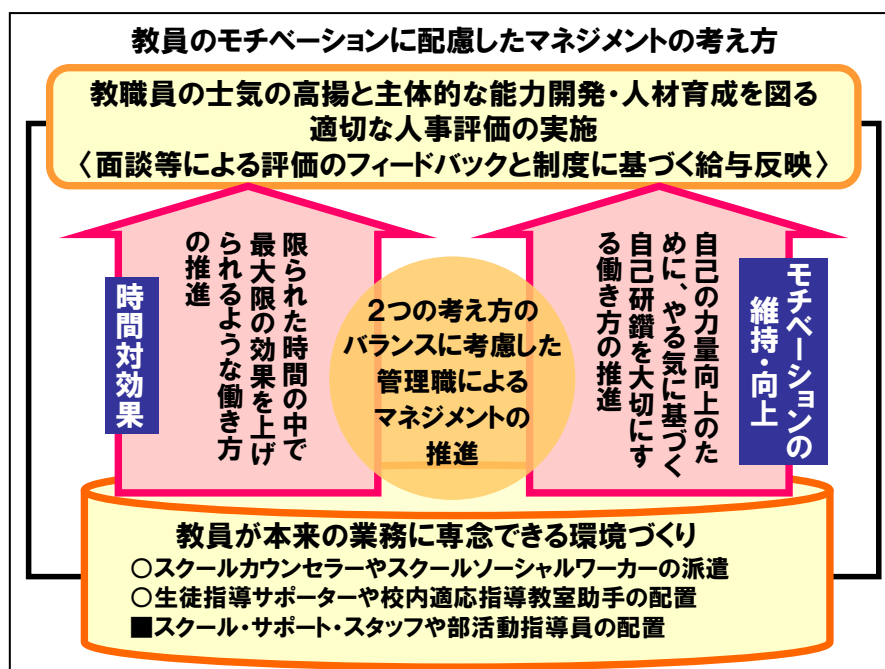 教員のモチベーションに配慮したマネジメントの考え方
教職員の士気の高揚と主体的な能力開発・人材育成を図る
適切な人事評価の実施
〈面談等による評価のフィードバックと制度に基づく給与反映〉
時間対効果
限られた時間の中で
最大限の効果を上げ
られるような働き方
の推進
2つの考え方の
バランスに考慮した
管理職による
マネジメントの
推進
自己の力量向上のた
めに、やる気に基づく
自己研鑽を大切にす
る働き方の推進
モチベーションの
維持・向上
教員が本来の業務に専念できる環境づくり
○スクールカウンセラーやスクールソーシャルワーカーの派遣
○生徒指導サポーターや校内適応指導教室助手の配置
■スクール・サポート・スタッフや部活動指導員の配置